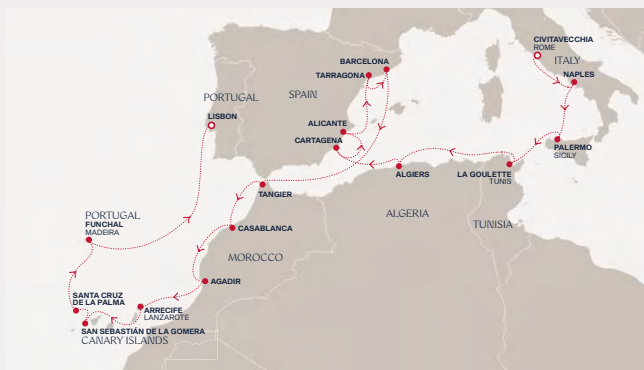 CIVITAVECCHIA
ROME
ITALY
NAPLES
BARCELONA
TARRAGONA
SPAIN
PORTUGAL
LISBON
ALICANTE
CARTAGENA
PALERMO
SICILY
LA GOULETTE
TUNIS
ALGIERS
TANGIER
ALGERIA
TUNISIA
PORTUGAL
FUNCHAL
MADEIRA
CASABLANCA
MOROCCO
AGADIR
SANTA CRUZ
DE LA PALMA
ARRECIFE
LANZAROTE
SAN SEBASTIÁN DE LA GOMERA
CANARY ISLANDS